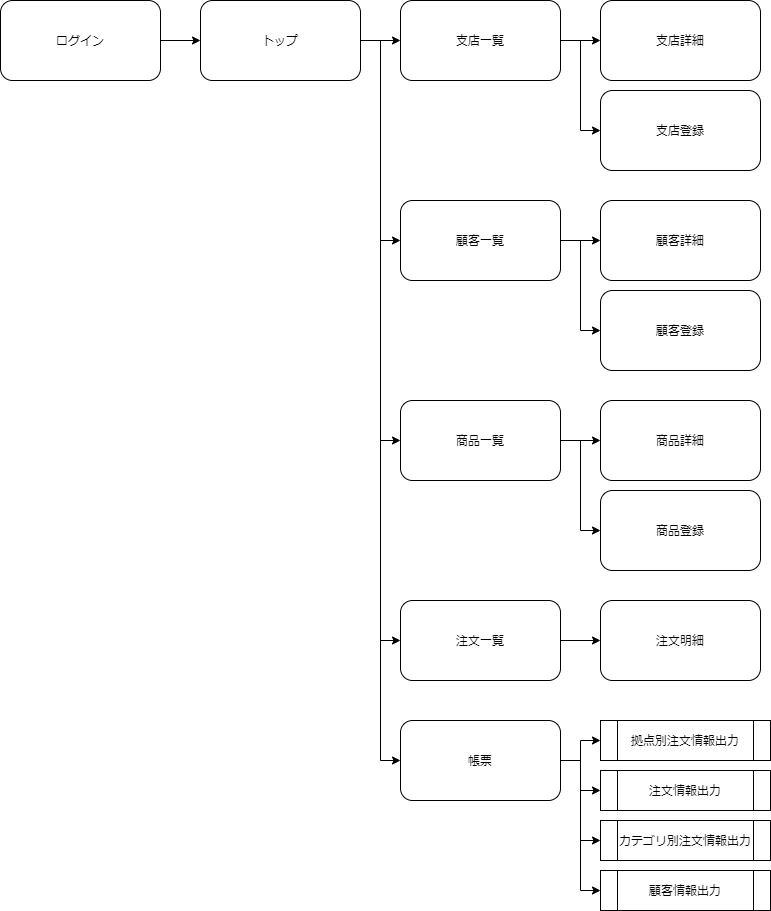 ログイン
トップ
支店一覧
支店詳細
支店登録
顧客一覧
顧客詳細
顧客登録
商品一覧
商品詳細
商品登録
注文一覧
注文明細
帳票
拠点別注文情報出力
注文情報出力
カテゴリ別注文情報出力
顧客情報出力